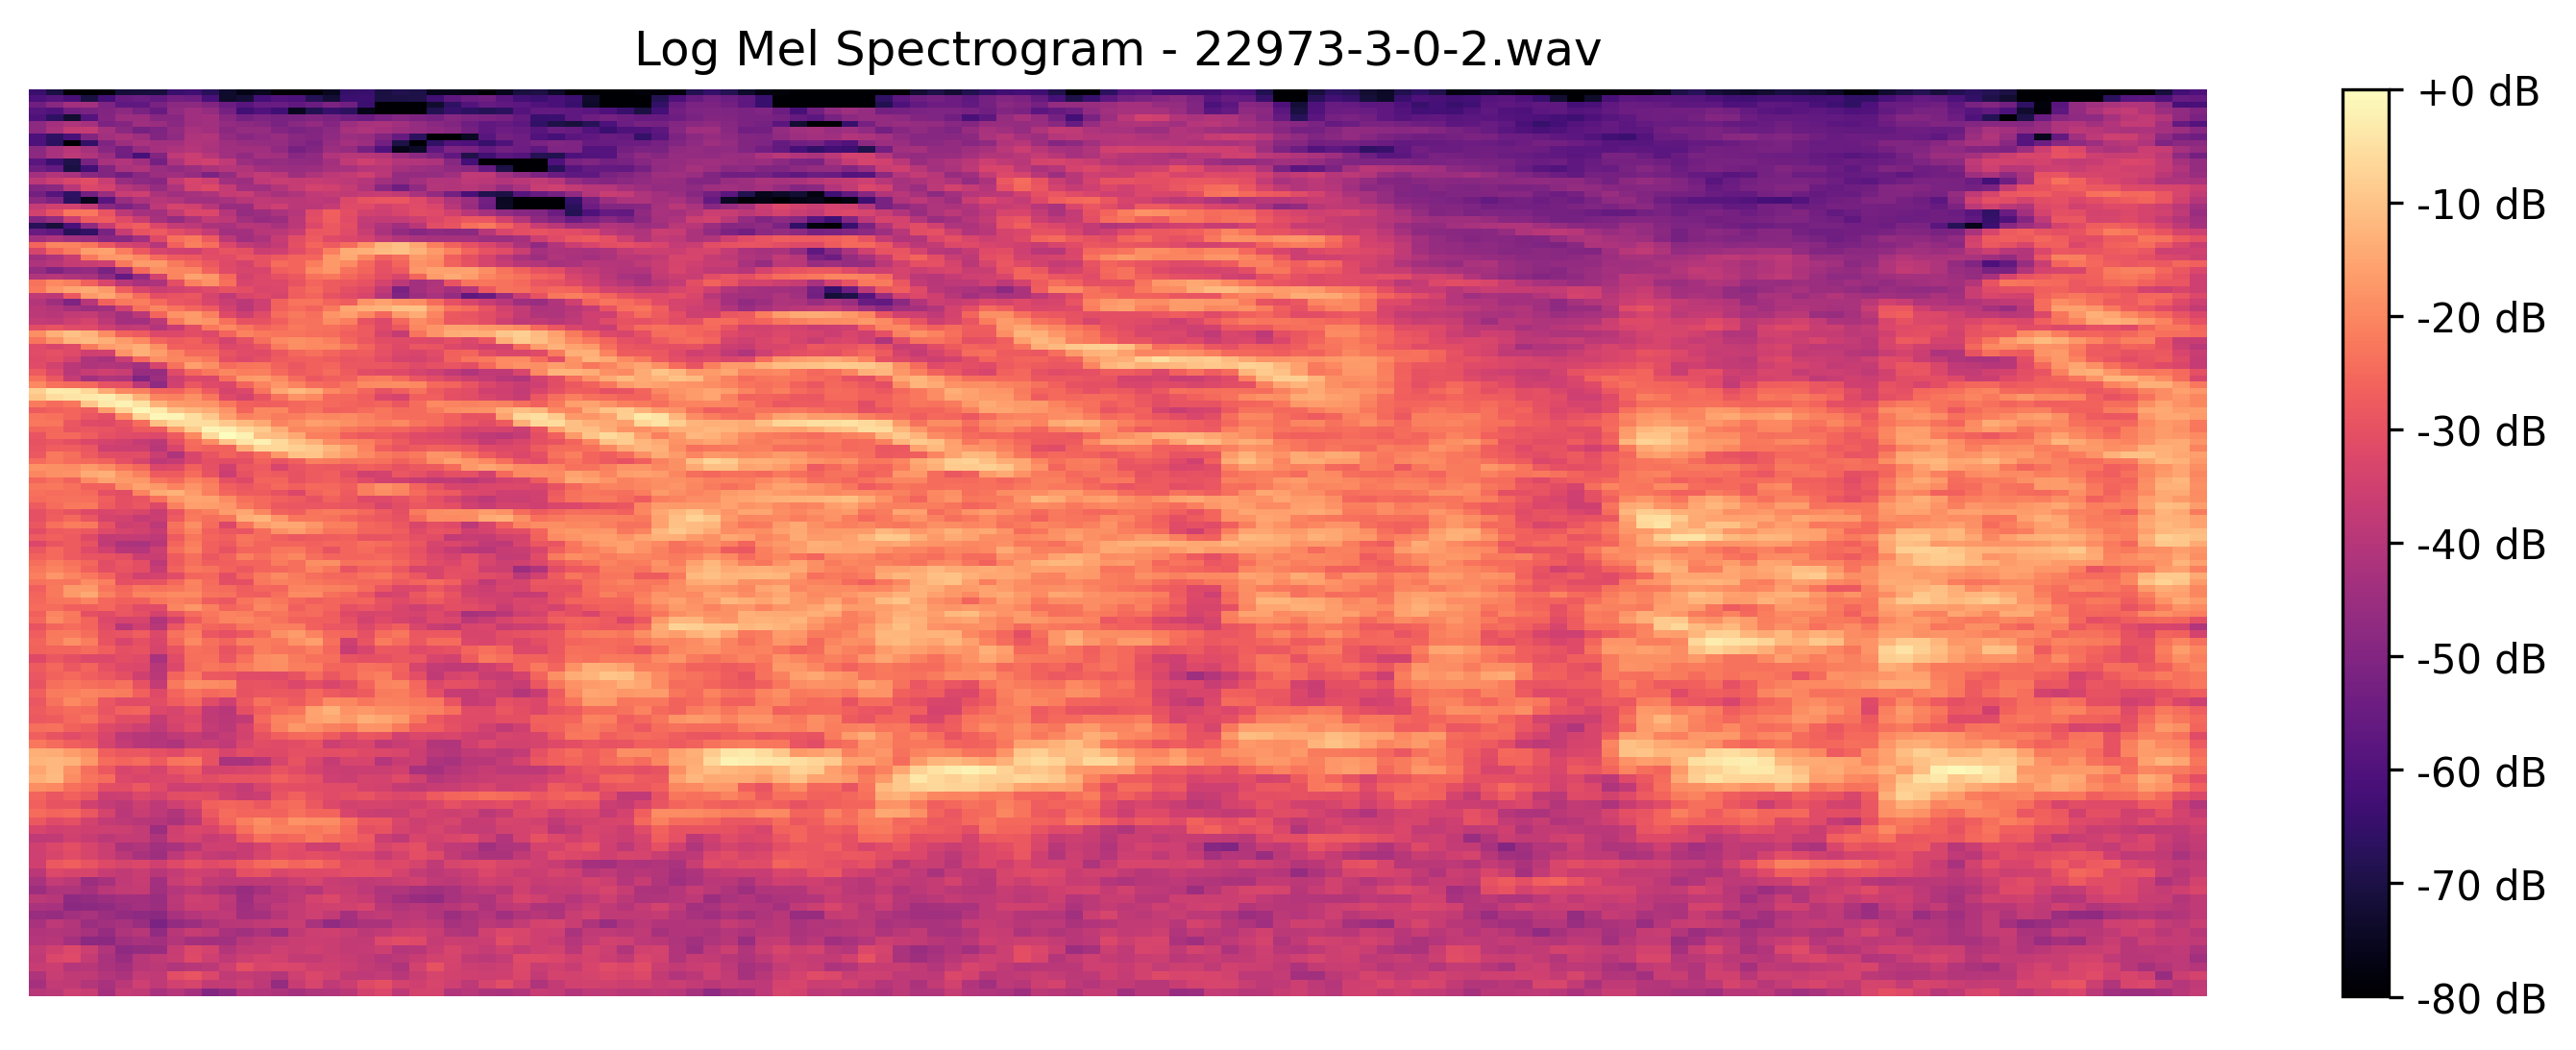 Log Mel Spectrogram - 22973-3-0-2.wav
+0 dB
-10 dB
-20 dB
-30 dB
-40 dB
-50 dB
-60 dB
-70 dB
-80 dB